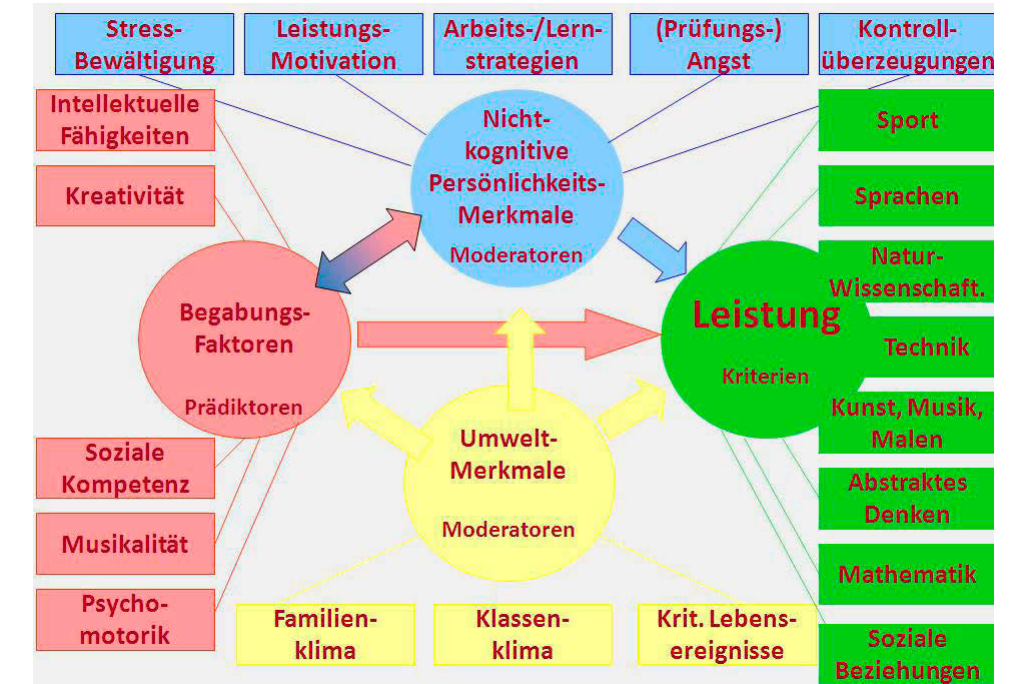 Stress-
Bewältigung
Leistungs-
Motivation
Arbeits-/Lern-
strategien
(Prüfungs-)
Angst
Kontroll-
überzeugungen
Intellektuelle
Fähigkeiten
Kreativität
Nicht-
kognitive
Persönlichkeits-
Merkmale
Moderatoren
Sport
Sprachen
Natur-
Wissenschaft.
Begabungs-
Faktoren
Prädiktoren
Leistung
Kriterien
Technik
Kunst, Musik,
Malen
Umwelt-
Merkmale
Moderatoren
Soziale
Kompetenz
Musikalität
Psycho-
motorik
Abstraktes
Denken
Mathematik
Soziale
Beziehungen
Familien-
klima
Klassen-
klima
Krit. Lebens-
ereignisse